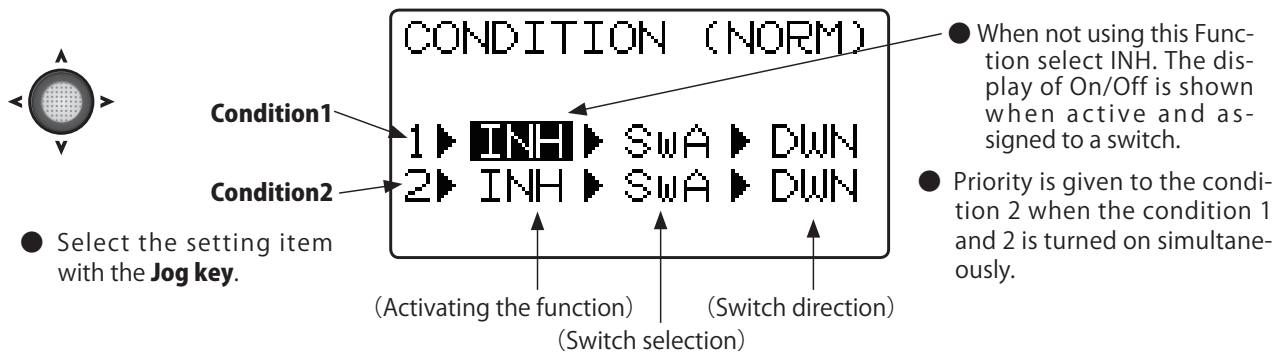 CONDITION (NORM)
Condition1
1▶ INH ▶ SwA ▶ DWN
Condition2
2▶ INH ▶ SwA ▶ DWN
● Select the setting item
with the Jog key.
(Activating the function)
(Switch selection)
(Switch direction)
● When not using this Func-
tion select INH. The dis-
play of On/Off is shown
when active and as-
signed to a switch.
● Priority is given to the condi-
tion 2 when the condition 1
and 2 is turned on simultane-
ously.